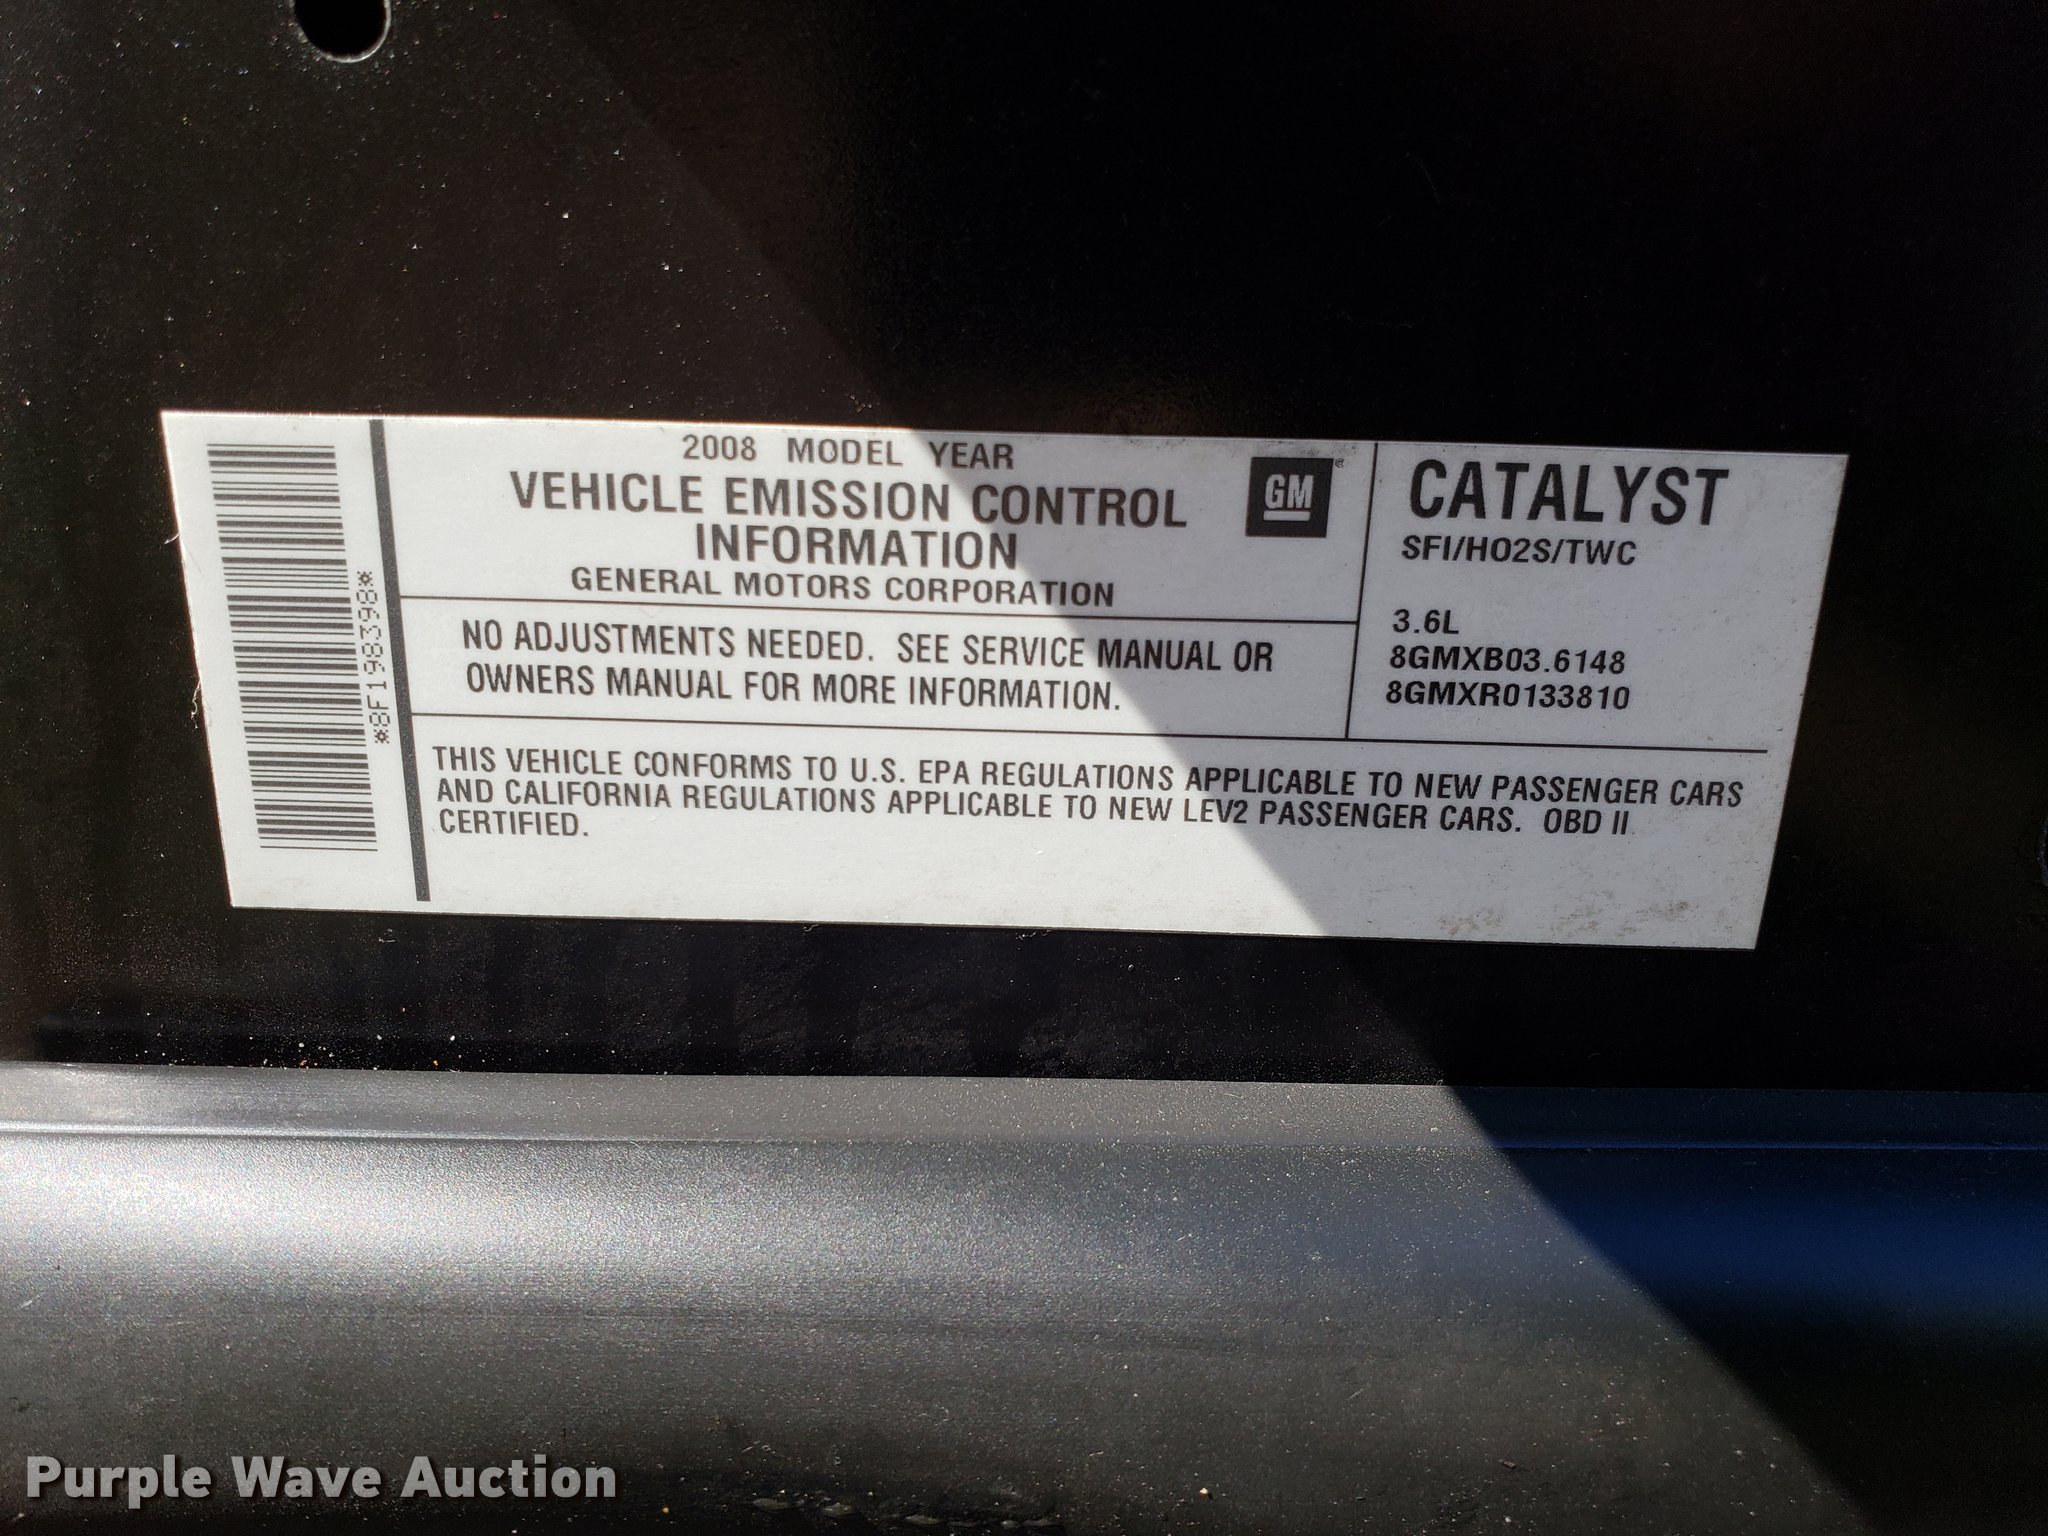 2008 MODEL YEAR
VEHICLE EMISSION CONTROL
INFORMATION
GENERAL MOTORS CORPORATION
GM
NO ADJUSTMENTS NEEDED. SEE SERVICE MANUAL OR
OWNERS MANUAL FOR MORE INFORMATION.
CATALYST
SFI/HO2S/TWC
3.6L
8GMXB03.6148
8GMXR0133810
THIS VEHICLE CONFORMS TO U.S. EPA REGULATIONS APPLICABLE TO NEW PASSENGER CARS
AND CALIFORNIA REGULATIONS APPLICABLE TO NEW LEV2 PASSENGER CARS. OBD II
CERTIFIED.
*8F198398*
Purple Wave Auction